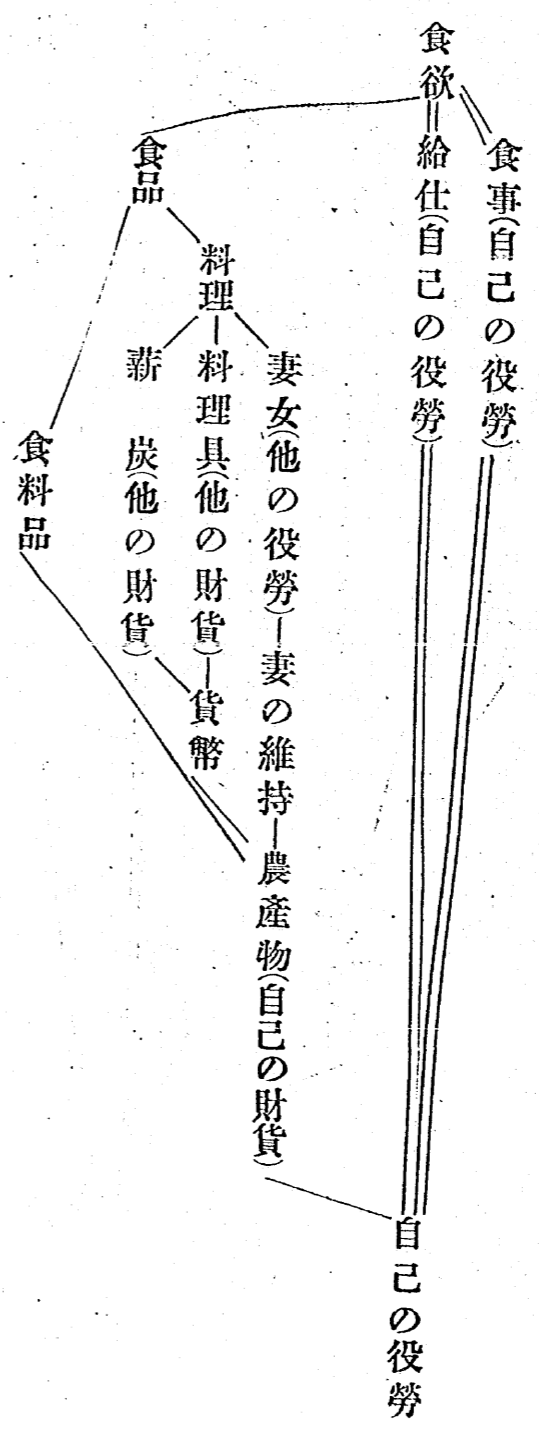 食事(自己の役勞)
食欲
給仕(自己の役勞)
自己の役勞
妻女(他の役勞)
妻の維持
農產物(自己の財貨)
料理
料理具(他の財貨)
貨幣
食品
薪炭(他の財貨)
食料品